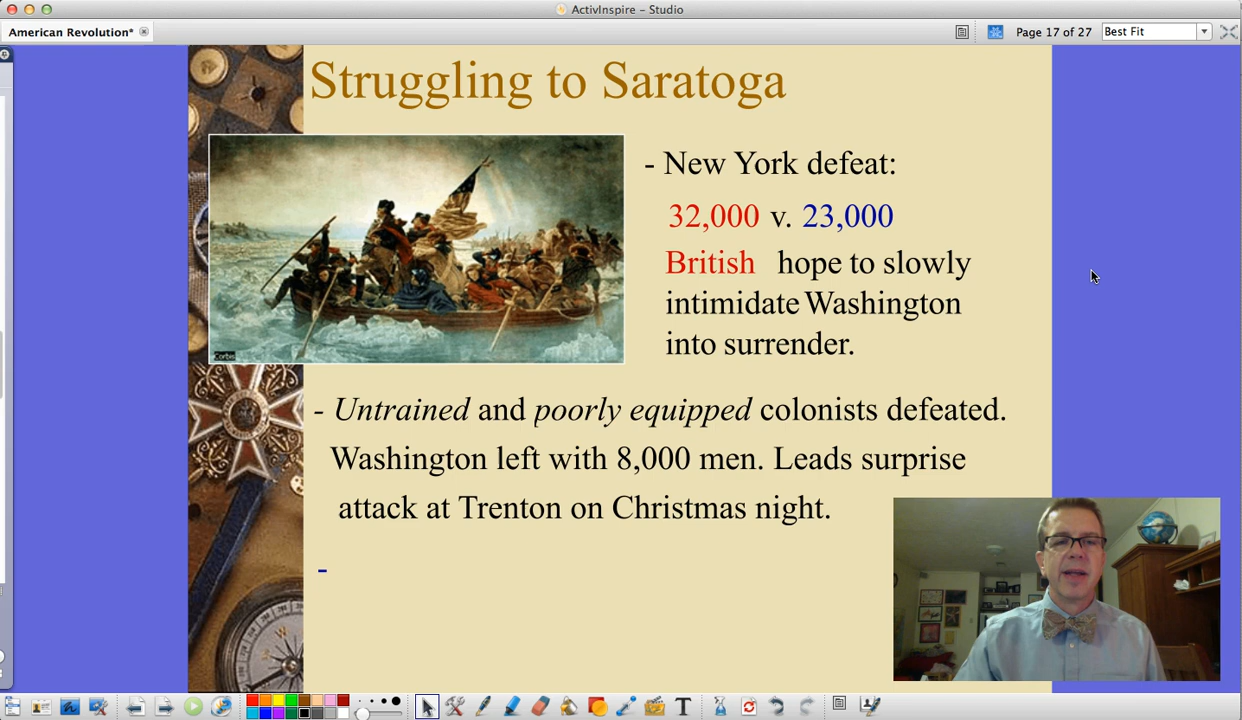 ActivInspire – Studio
American Revolution*
Page 17 of 27
Best Fit
Struggling to Saratoga
- New York defeat:
32,000 v. 23,000
British hope to slowly
intimidate Washington
into surrender.
Corbis
- Untrained and poorly equipped colonists defeated.
Washington left with 8,000 men. Leads surprise
attack at Trenton on Christmas night.
-
T